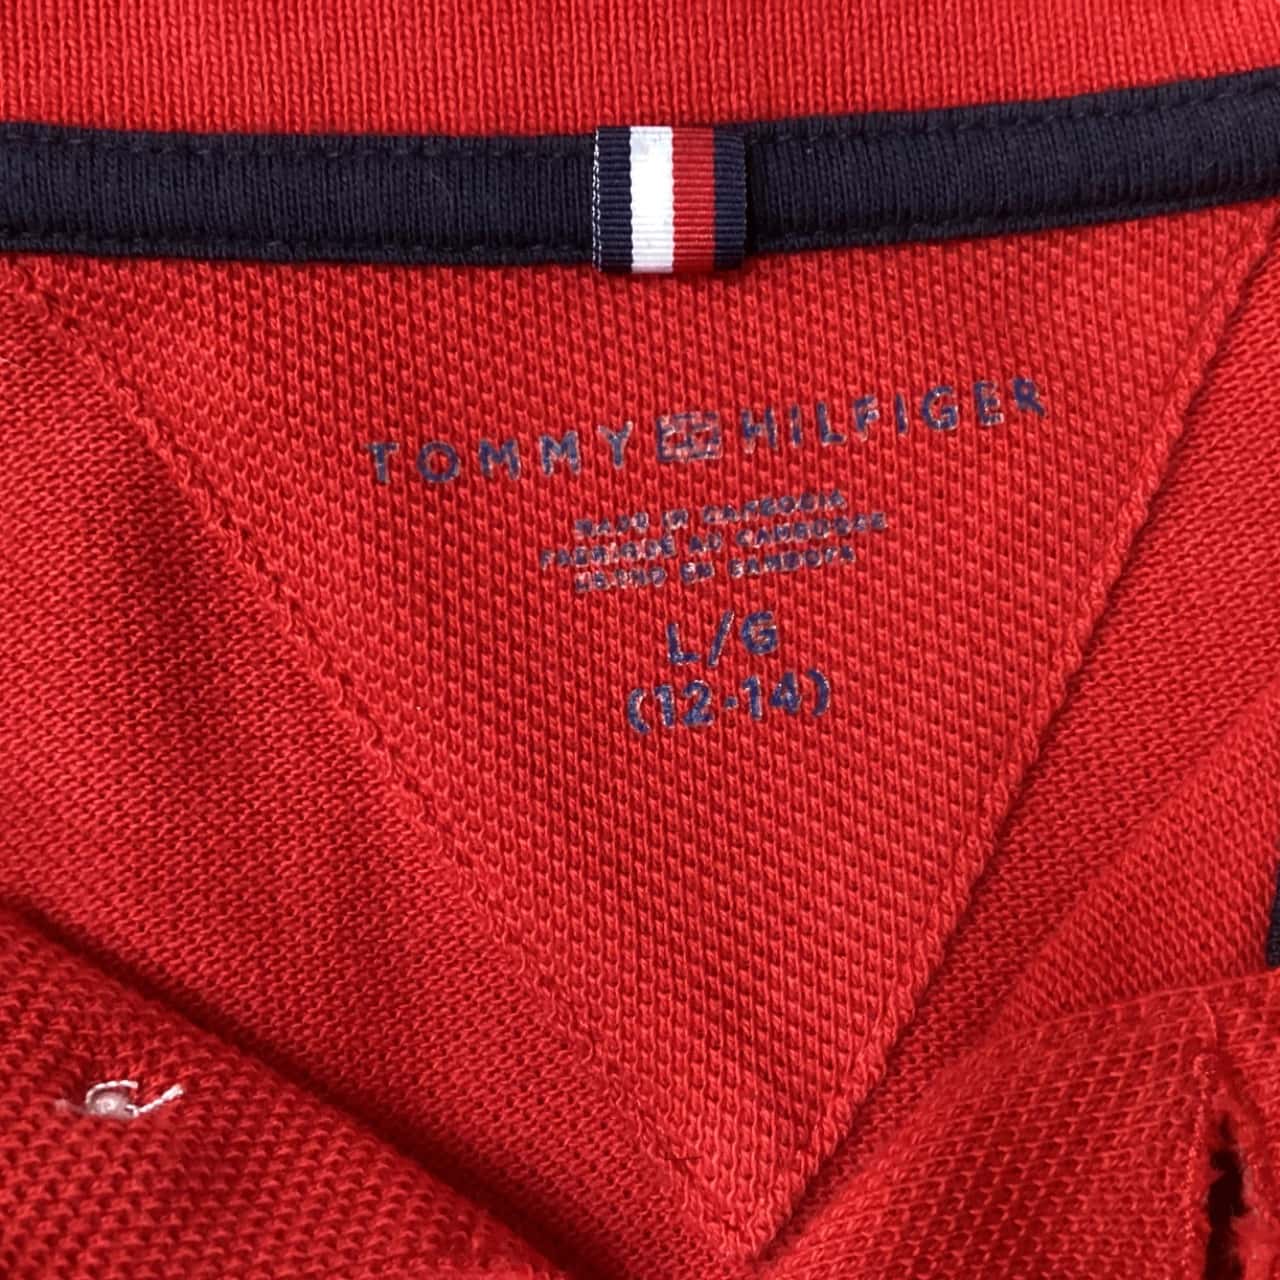 TOMMY HILFIGER
MADE IN CAMBODIA
FABRIQUÉ AU CAMBODGE
HECHO EN CAMBOYA
L/G
(12-14)